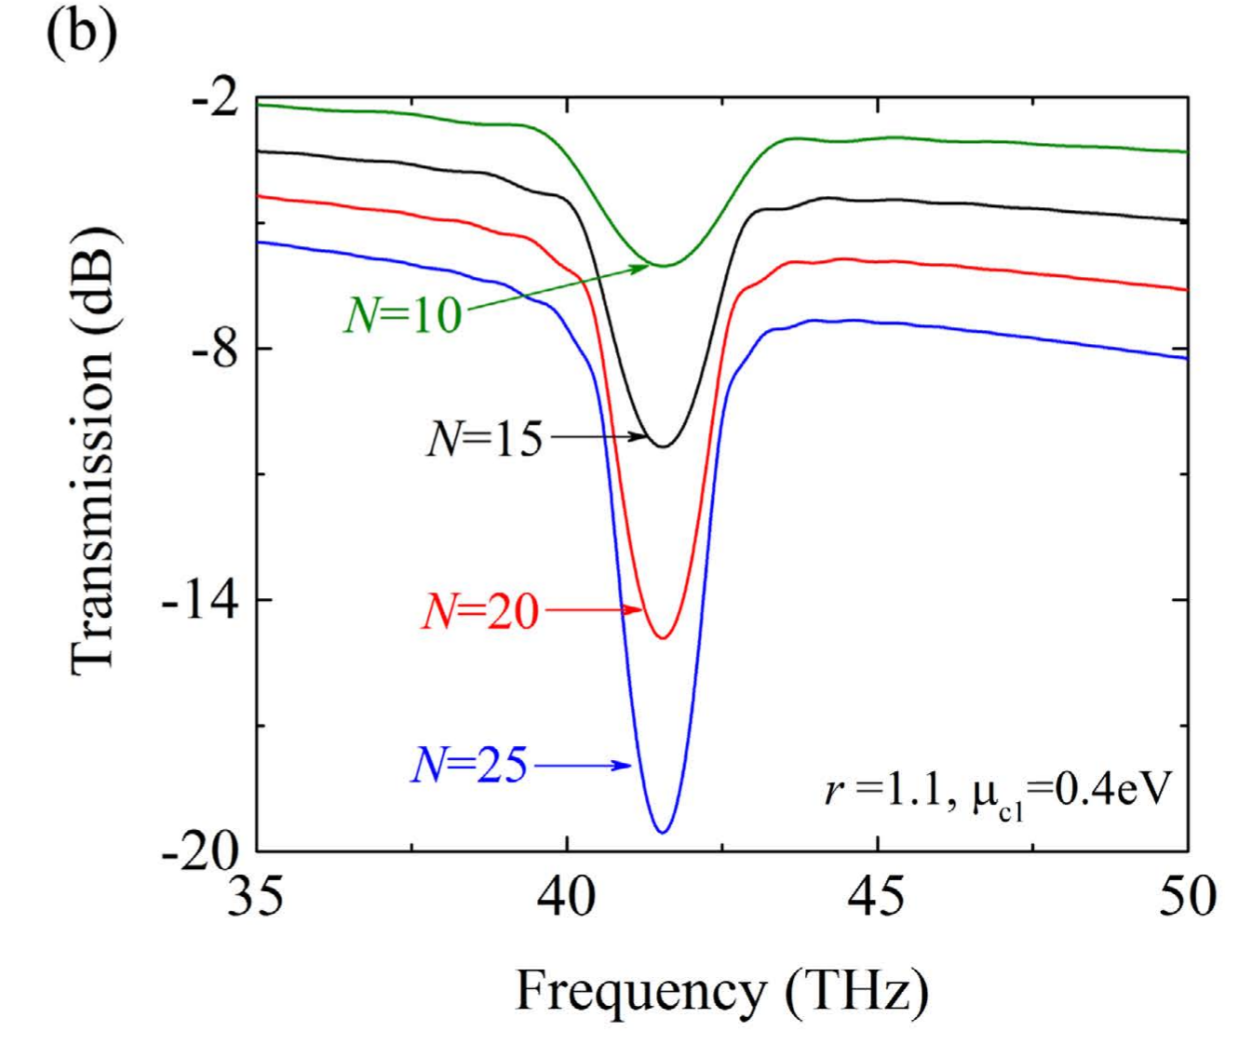 (b)
-2
-8
-14
-20
Transmission (dB)
N=10
N=15
N=20
N=25
r =1.1, μcl=0.4eV
35 40 45 50
Frequency (THz)